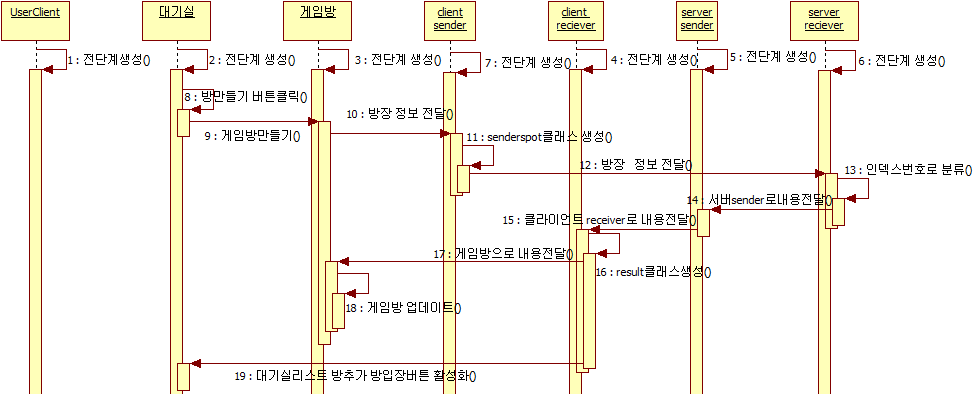 UserClient
대기실
게임방
client
sender
client
reciever
server
sender
server
reciever
1 : 전단계생성()
2 : 전단계 생성()
3 : 전단계 생성()
7 : 전단계 생성()
4 : 전단계 생성()
5 : 전단계 생성()
6 : 전단계 생성()
8 : 방만들기 버튼클릭()
9 : 게임방만들기()
10 : 방장 정보 전달()
11 : senderspot클래스 생성()
12 : 방장 정보 전달()
13 : 인덱스번호로 분류()
14 : 서버sender로내용전달()
15 : 클라이언트 receiver로 내용전달()
16 : result클래스생성()
17 : 게임방으로 내용전달()
18 : 게임방 업데이트()
19 : 대기실리스트 방추가 방입장버튼 활성화()